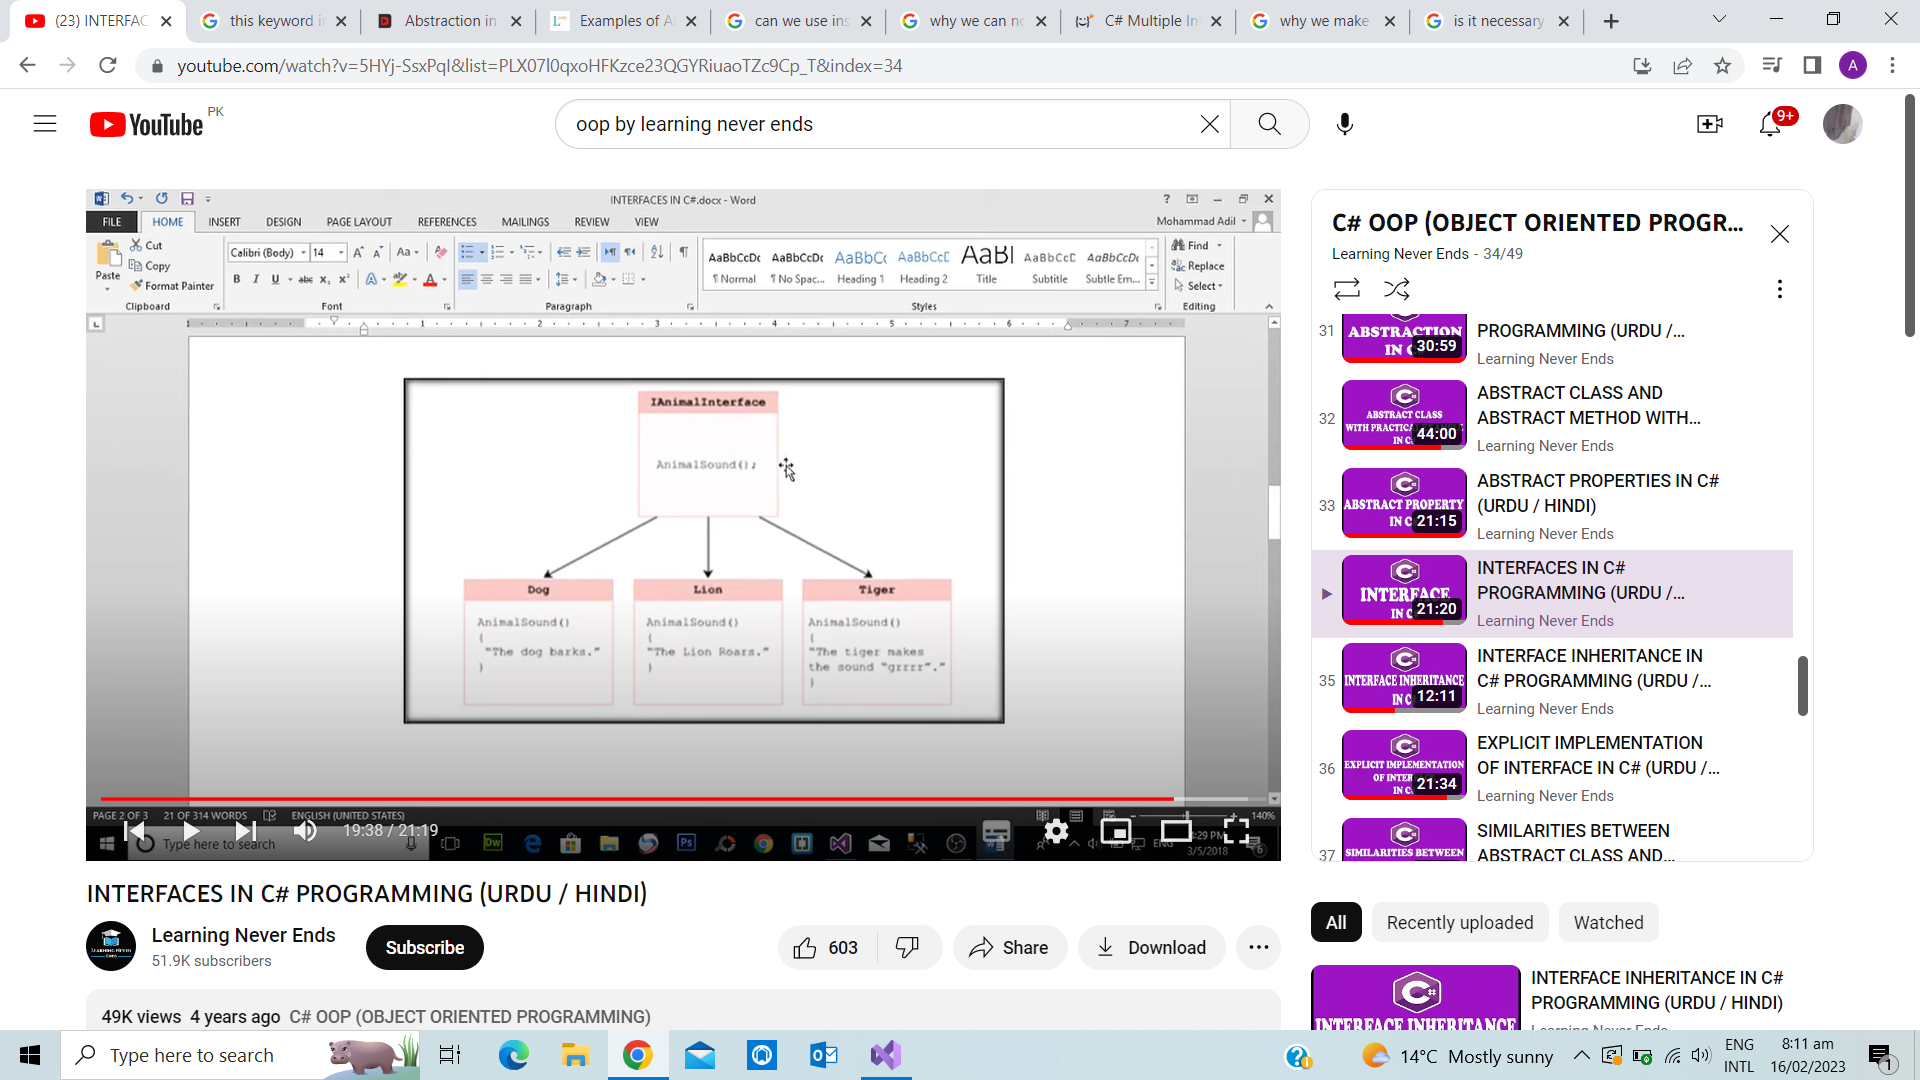 (23) INTERFAC
this keyword i
Abstraction in
Examples of A
can we use ins
why we can no
C# Multiple In
why we make
is it necessary
youtube.com/watch?v=5HYj-SsxPqI&list=PLX07l0qxoHFKzce23QGYRiuaoTZc9Cp_T&index=34
A
YouTube PK
oop by learning never ends
9+
INTERFACES IN C#.docx - Word
FILE HOME INSERT DESIGN PAGE LAYOUT REFERENCES MAILINGS REVIEW VIEW
Mohammad Adil
Paste
Cut
Copy
Format Painter
Clipboard
Calibri (Body) 14
Font
Paragraph
AaBbCcDc AaBbCcDc AaBbCc AaBbCcC AaBl AaBbCcD AaBbCcDc
¶ Normal ¶ No Spac... Heading 1 Heading 2 Title Subtitle Subtle Em...
Styles
Find
Replace
Select
Editing
IAnimalInterface
AnimalSound();
Dog
AnimalSound()
{
"The dog barks."
}
Lion
AnimalSound()
{
"The Lion Roars."
}
Tiger
AnimalSound()
{
"The tiger makes
the sound "grrrr"."
}
PAGE 2 OF 3 21 OF 314 WORDS ENGLISH (UNITED STATES)
140%
Type here to search
19:38 / 21:19
3/5/2018
INTERFACES IN C# PROGRAMMING (URDU / HINDI)
Learning Never Ends
51.9K subscribers
Subscribe
603
Share
Download
49K views 4 years ago C# OOP (OBJECT ORIENTED PROGRAMMING)
C# OOP (OBJECT ORIENTED PROGR...
Learning Never Ends - 34/49
31
ABSTRACTION
IN C#
30:59
PROGRAMMING (URDU /...
Learning Never Ends
32
ABSTRACT CLASS
44:00
ABSTRACT CLASS AND
ABSTRACT METHOD WITH...
Learning Never Ends
33
ABSTRACT PROPERTY
21:15
ABSTRACT PROPERTIES IN C#
(URDU / HINDI)
Learning Never Ends
INTERFACE
21:20
INTERFACES IN C#
PROGRAMMING (URDU /...
Learning Never Ends
35
INTERFACE INHERITANCE
12:11
INTERFACE INHERITANCE IN
C# PROGRAMMING (URDU /...
Learning Never Ends
36
EXPLICIT IMPLEMENTATION
21:34
EXPLICIT IMPLEMENTATION
OF INTERFACE IN C# (URDU /...
Learning Never Ends
37
SIMILARITIES BETWEEN
SIMILARITIES BETWEEN
ABSTRACT CLASS AND...
All
Recently uploaded
Watched
INTERFACE INHERITANCE
INTERFACE INHERITANCE IN C#
PROGRAMMING (URDU / HINDI)
Learning Never Ends
Type here to search
14°C Mostly sunny
ENG
INTL
8:11 am
16/02/2023
1